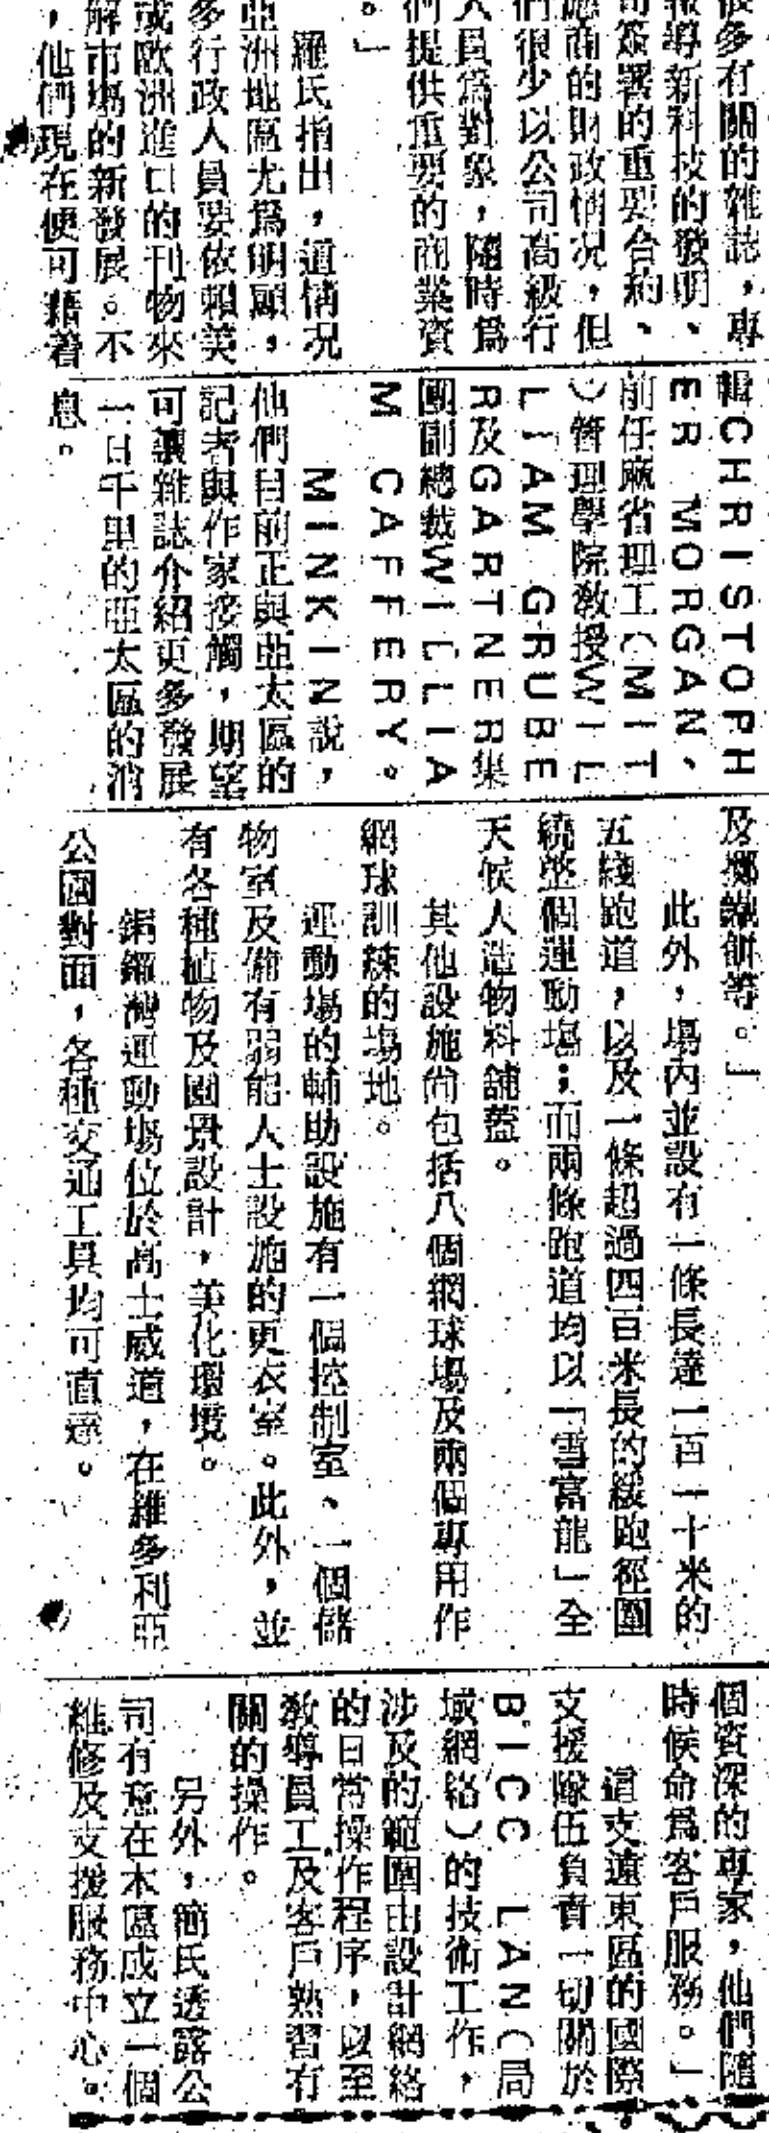 很多有關的雜誌，專
報導新科技的發明、
簽署的重要合約、
應商的財政情况，但
們很少以公司高級行
人員爲對象，隨時爲
們提供重要的商業資
。」
羅氏指出，這情况
亞洲地區尤爲明顯，
多行政人員要依賴美
或歐洲進口的刊物來
解市塲的新發展。不
，他們現在便可藉着
輯CHRISTOPH
ER MORGAN、
前任麻省理工（MIT
）管理學院敎授WIL
LIAM GRUBE
R及GARTNER集
團副總裁WILLIA
M CAFFERY。
MINKIN說，
他們目前正與亞太區的
記者與作家接觸，期望
可讓雜誌介紹更多發展
一日千里的亞太區的消
息。
及擲鐵餅等。」
此外，塲內並設有一條長達一百一十米的
五綫跑道，以及一條超過四百米長的緩跑徑圍
繞整個運動塲；而兩條跑道均以「雪富龍」全
天候人造物料舖蓋。
其他設施尙包括八個網球塲及兩個專用作
網球訓練的塲地。
運動塲的輔助設施有一個控制室、一個儲
物室及備有弱能人士設施的更衣室。此外，並
有各種植物及園景設計，美化環境。
銅鑼灣運動塲位於高士威道，在維多利亞
公園對面，各種交通工具均可直達。
個資深的專家，他們隨
時候命爲客戶服務。」
這支遠東區的國際
支援隊伍負責一切關於
BICC LAN（局
域網絡）的技術工作，
涉及的範圍由設計網絡
的日常操作程序，以至
敎導員工及客戶熟習有
關的操作。
另外，簡氏透露公
司有意在本區成立一個
維修及支援服務中心。